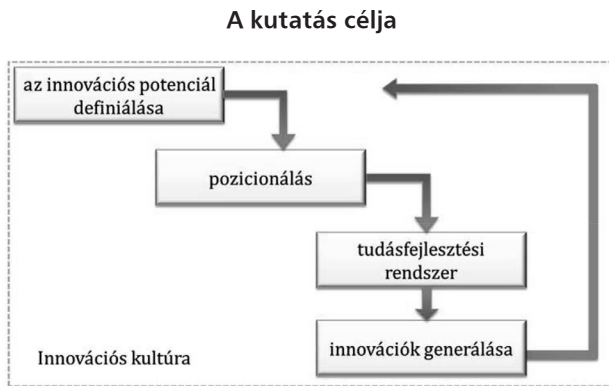 A kutatás célja
az innovációs potenciál
definiálása
pozicionálás
tudásfejlesztési
rendszer
innovációk generálása
Innovációs kultúra